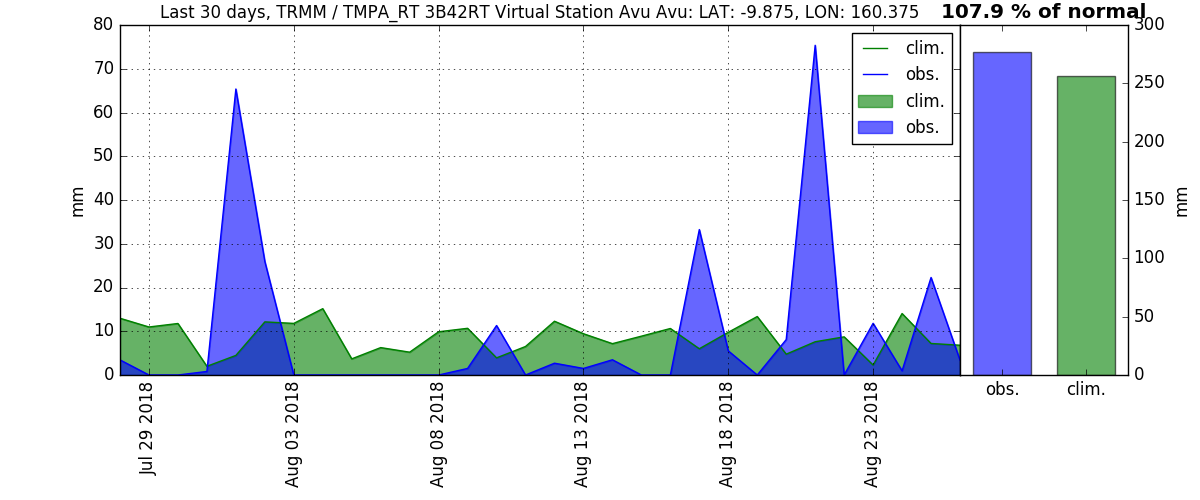 Last 30 days, TRMM / TMPA_RT 3B42RT Virtual Station Avu Avu: LAT: -9.875, LON: 160.375
107.9 % of normal
80
70
60
50
40
30
20
10
0
mm
clim.
obs.
clim.
obs.
300
250
200
150
100
50
0
mm
Jul 29 2018
Aug 03 2018
Aug 08 2018
Aug 13 2018
Aug 18 2018
Aug 23 2018
obs.
clim.